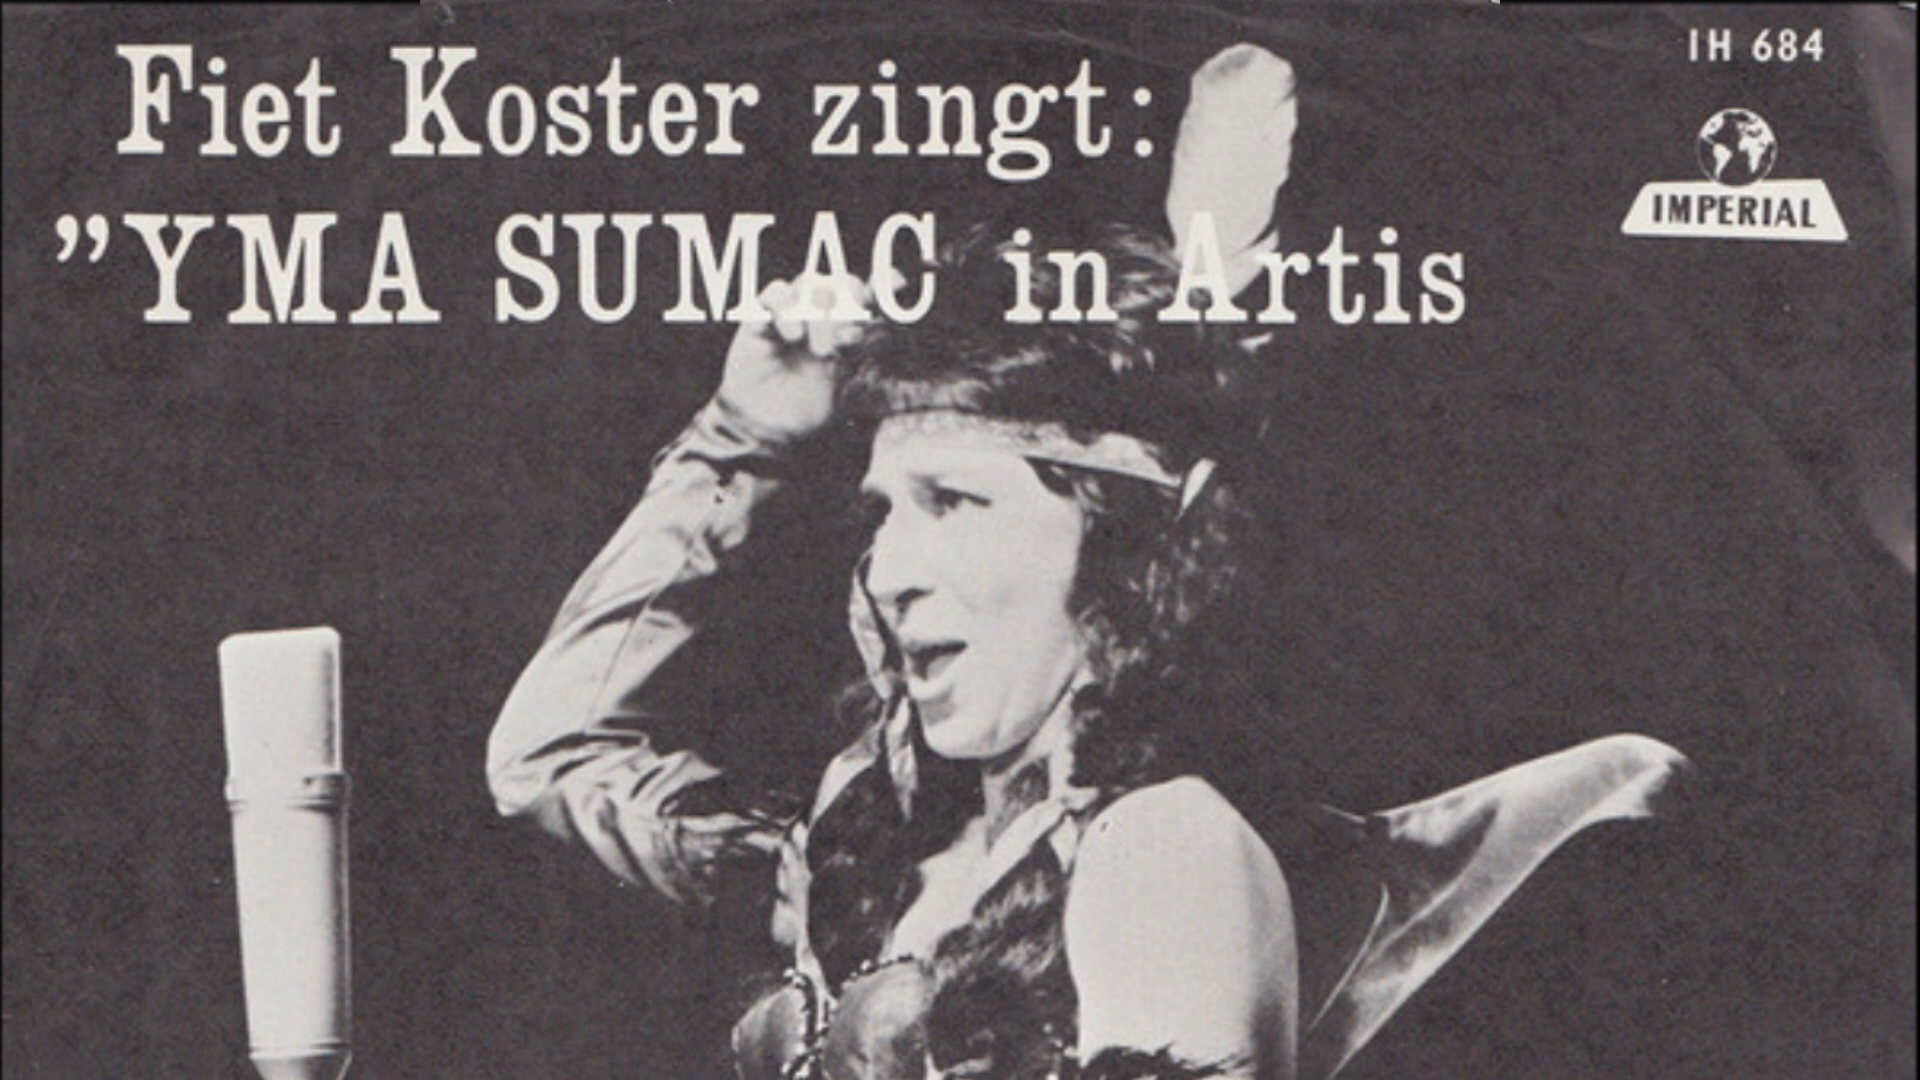 Fiet Koster zingt:
”YMA SUMAC in Artis
IH 684
IMPERIAL